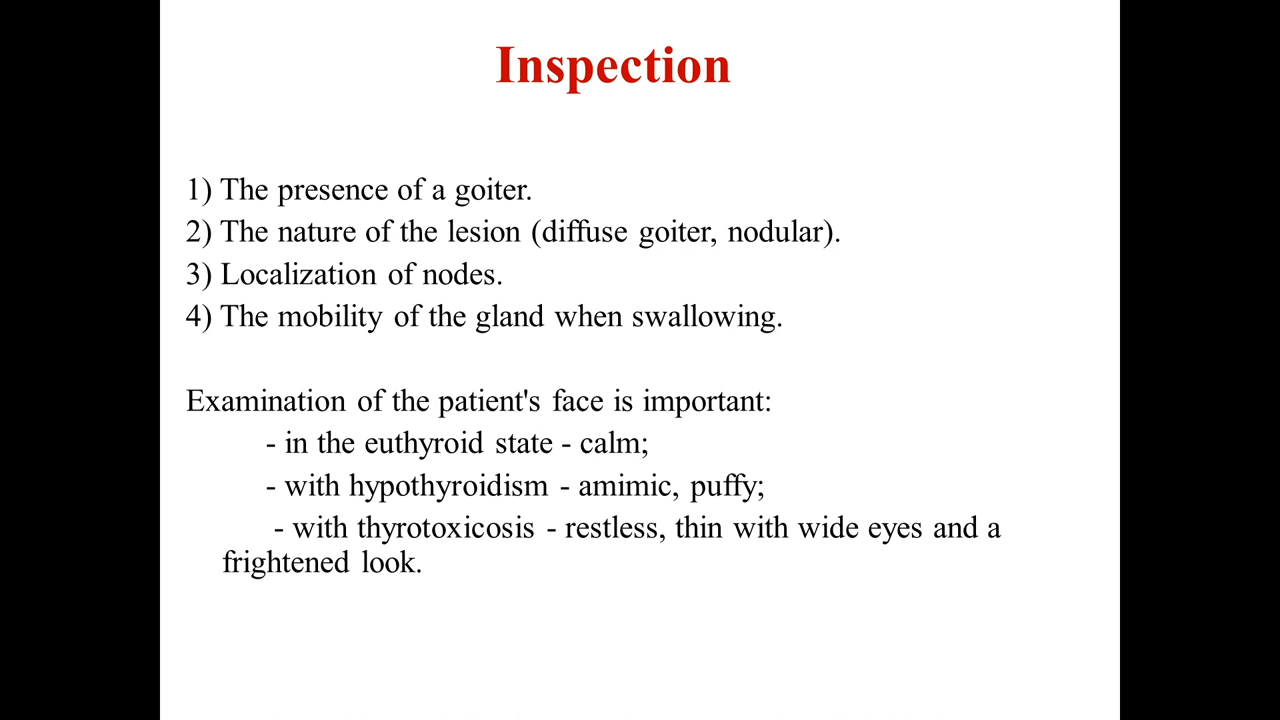 Inspection
1) The presence of a goiter.
2) The nature of the lesion (diffuse goiter, nodular).
3) Localization of nodes.
4) The mobility of the gland when swallowing.
Examination of the patient's face is important:
- in the euthyroid state - calm;
- with hypothyroidism - amimic, puffy;
- with thyrotoxicosis - restless, thin with wide eyes and a
frightened look.